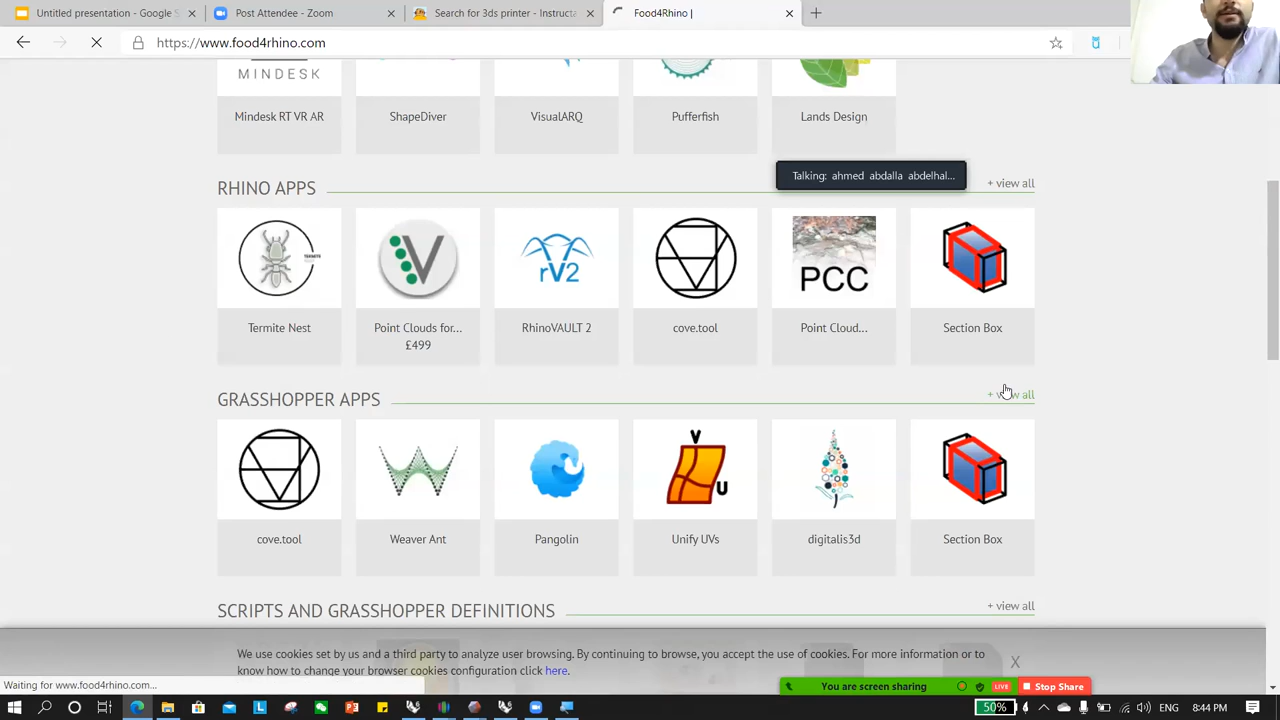 Untitled presentation - Google S
Post Attendee - Zoom
Search for 3ds printer - Instructa
Food4Rhino |
https://www.food4rhino.com
MINDESK
Mindesk RT VR AR
ShapeDiver
VisualARQ
Pufferfish
Lands Design
Talking: ahmed abdalla abdelhal...
RHINO APPS
+ view all
TERMITE
V
rV2
PCC
Termite Nest
Point Clouds for...
RhinoVAULT 2
cove.tool
Point Cloud...
Section Box
£499
GRASSHOPPER APPS
+ view all
V
U
cove.tool
Weaver Ant
Pangolin
Unify UVs
digitalis3d
Section Box
SCRIPTS AND GRASSHOPPER DEFINITIONS
+ view all
We use cookies set by us and a third party to analyze user browsing. By continuing to browse, you accept the use of cookies. For more information or
know how to change your browser cookies configuration click here.
X
Waiting for www.food4rhino.com...
You are screen sharing
LIVE
Stop Share
50%
ENG
8:44 PM